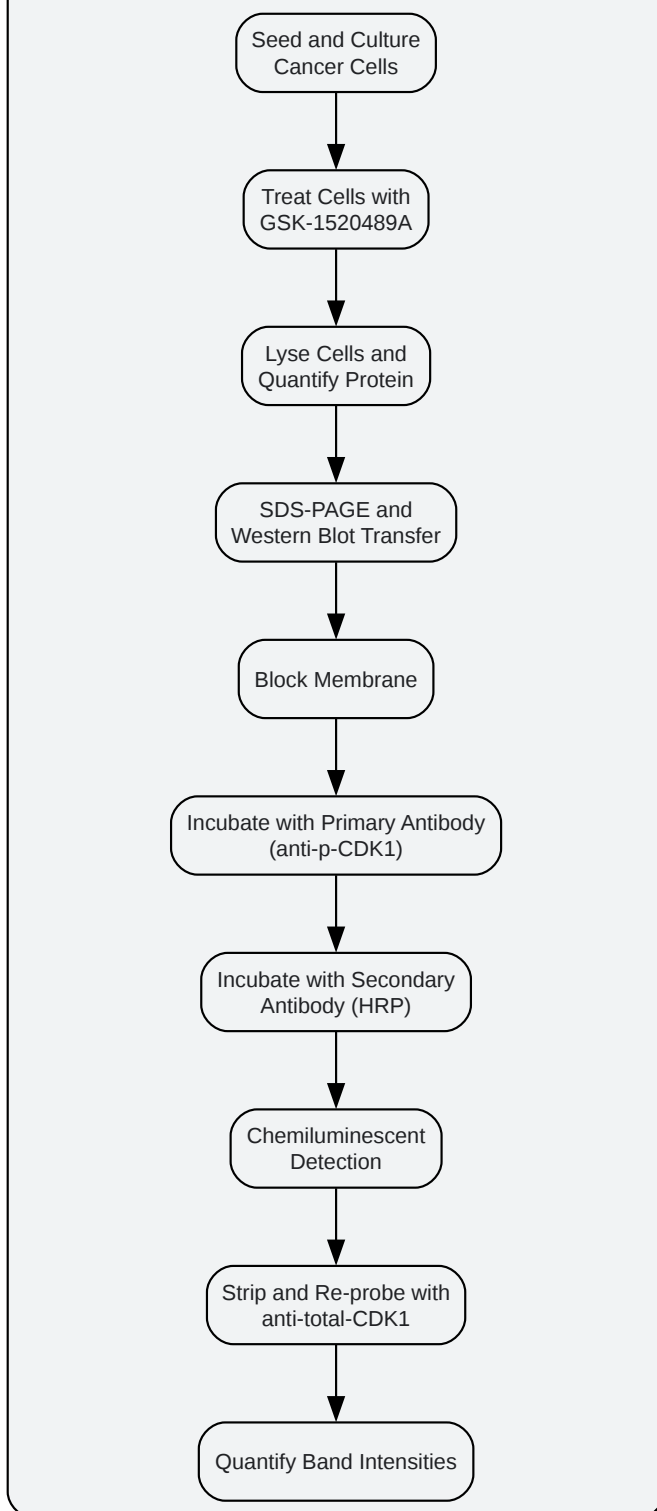 Seed and Culture
Cancer Cells
Treat Cells with
GSK-1520489A
Lyse Cells and
Quantify Protein
SDS-PAGE and
Western Blot Transfer
Block Membrane
Incubate with Primary Antibody
(anti-p-CDK1)
Incubate with Secondary
Antibody (HRP)
Chemiluminescent
Detection
Strip and Re-probe with
anti-total-CDK1
Quantify Band Intensities